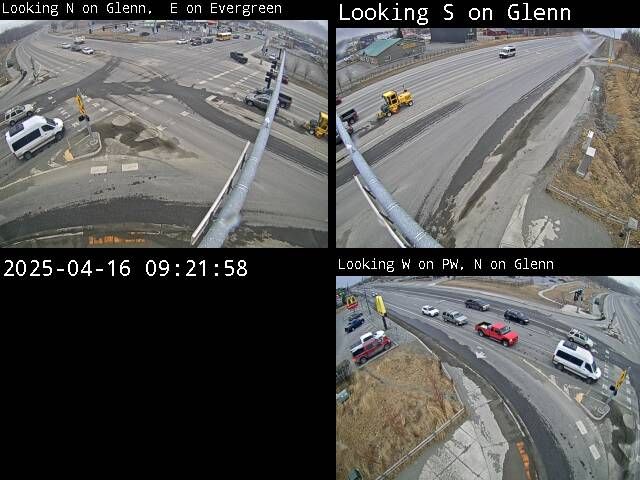 Looking N on Glenn,  E on Evergreen
Looking S on Glenn
2025-04-16 09:21:58
Looking W on PW, N on Glenn